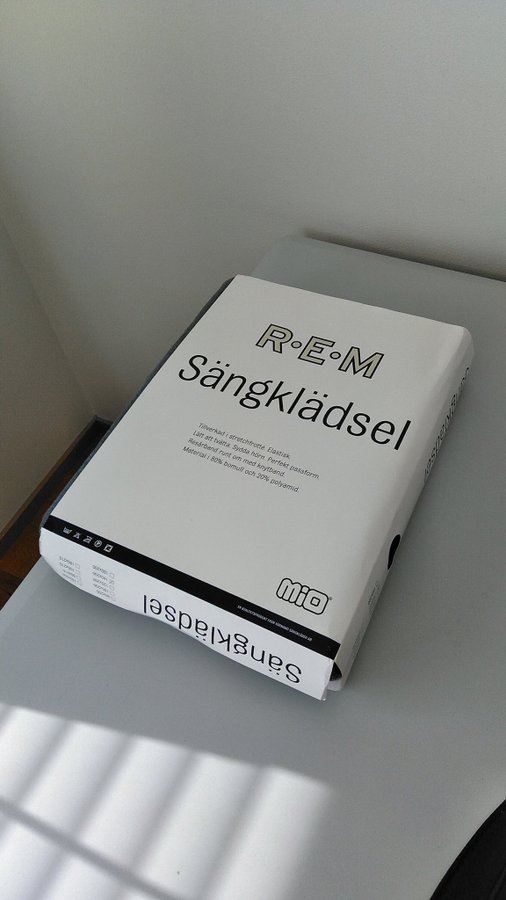 R·E·M
Sängklädsel
Tillverkad i stretchfrotté. Elastisk.
Lätt att tvätta. Sydda hörn. Perfekt passform.
Resårband runt om med knytband.
Material i 80% bomull och 20% polyamid.
mio
Sängklädsel
Sängklädsel